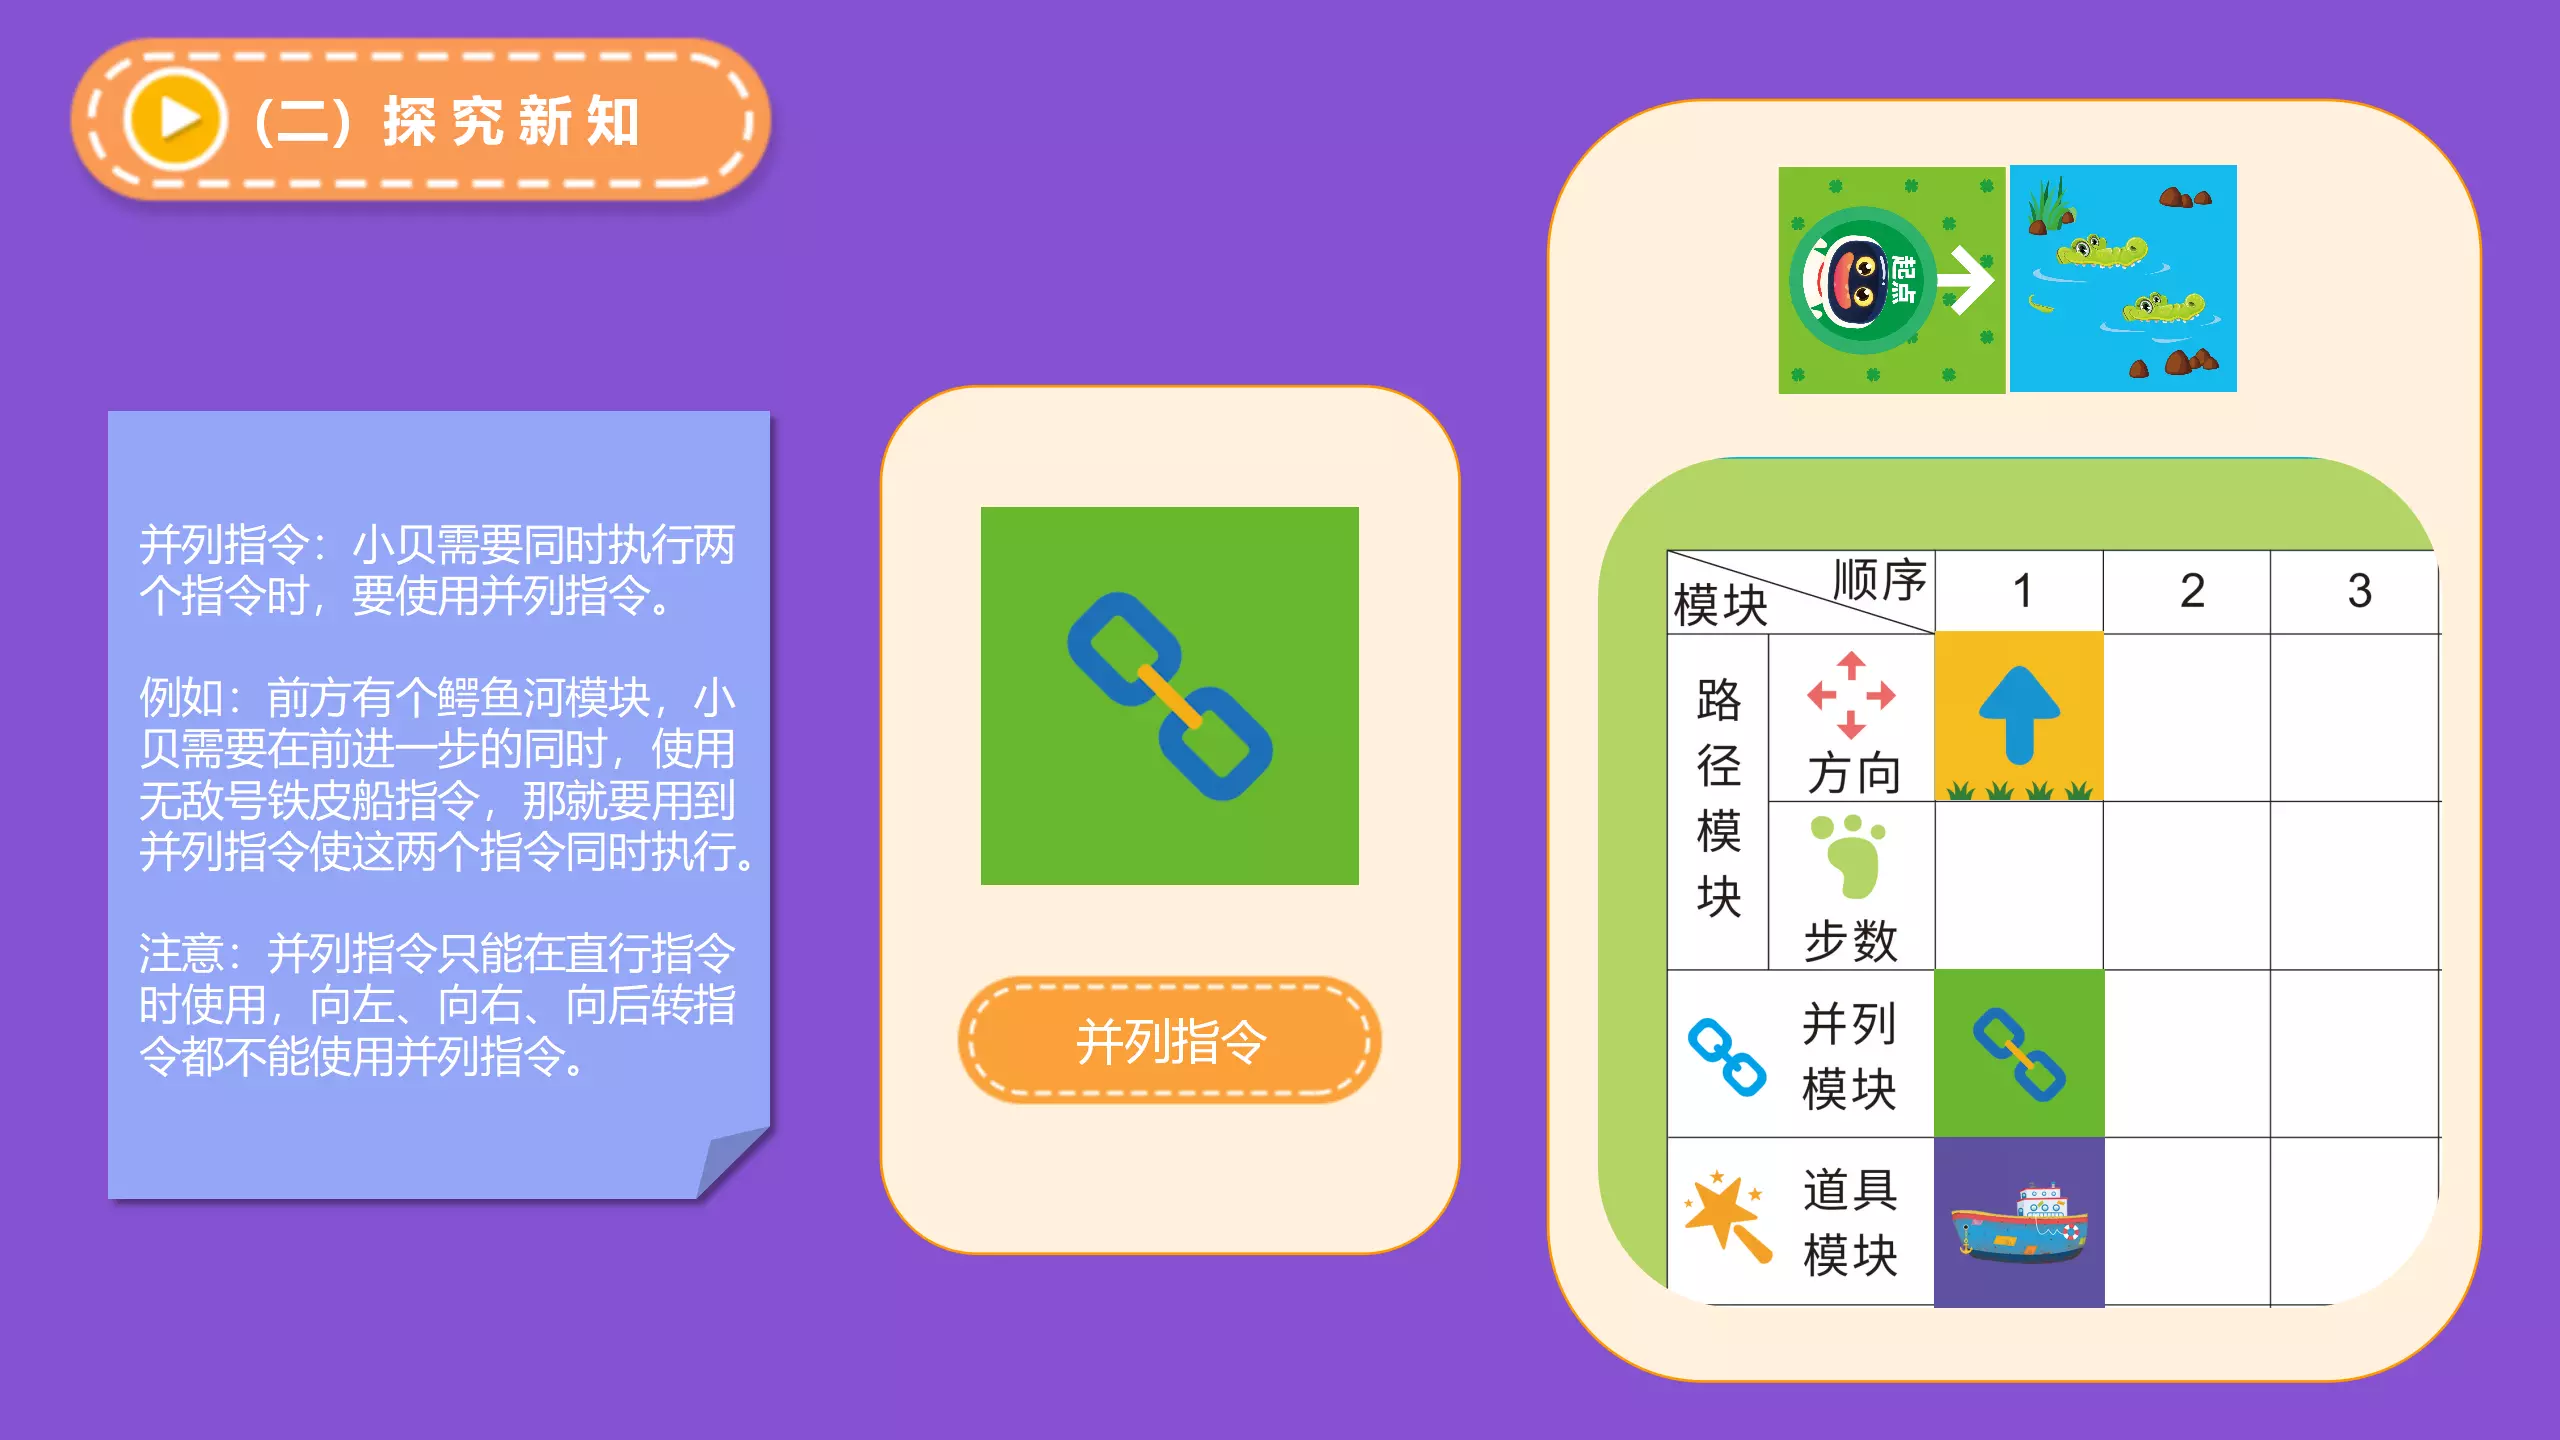 (二) 探究新知
并列指令：小贝需要同时执行两
个指令时，要使用并列指令。
例如：前方有个鳄鱼河模块，小
贝需要在前进一步的同时，使用
无敌号铁皮船指令，那就要用到
并列指令使这两个指令同时执行。
注意：并列指令只能在直行指令
时使用，向左、向右、向后转指
令都不能使用并列指令。
并列指令
起点
顺序
模块
1
2
3
路
径
模
块
方向
步数
并列
模块
道具
模块